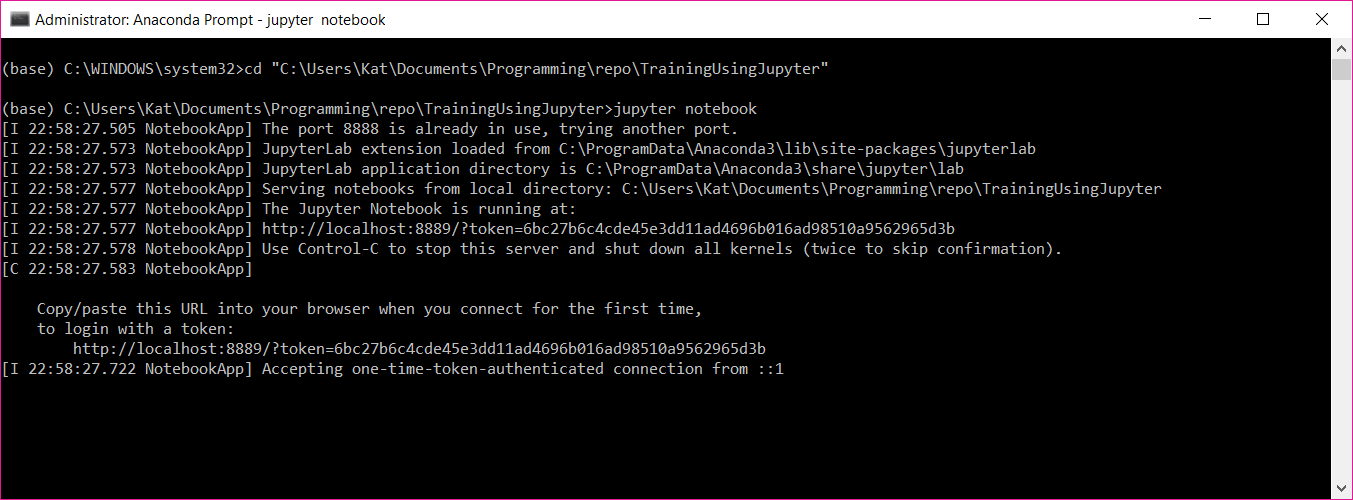 Administrator: Anaconda Prompt - jupyter  notebook
(base) C:\WINDOWS\system32>cd "C:\Users\Kat\Documents\Programming\repo\TrainingUsingJupyter"
(base) C:\Users\Kat\Documents\Programming\repo\TrainingUsingJupyter>jupyter notebook
[I 22:58:27.505 NotebookApp] The port 8888 is already in use, trying another port.
[I 22:58:27.573 NotebookApp] JupyterLab extension loaded from C:\ProgramData\Anaconda3\lib\site-packages\jupyterlab
[I 22:58:27.573 NotebookApp] JupyterLab application directory is C:\ProgramData\Anaconda3\share\jupyter\lab
[I 22:58:27.577 NotebookApp] Serving notebooks from local directory: C:\Users\Kat\Documents\Programming\repo\TrainingUsingJupyter
[I 22:58:27.577 NotebookApp] The Jupyter Notebook is running at:
[I 22:58:27.577 NotebookApp] http://localhost:8889/?token=6bc27b6c4cde45e3dd11ad4696b016ad98510a9562965d3b
[I 22:58:27.578 NotebookApp] Use Control-C to stop this server and shut down all kernels (twice to skip confirmation).
[C 22:58:27.583 NotebookApp]
    Copy/paste this URL into your browser when you connect for the first time,
    to login with a token:
        http://localhost:8889/?token=6bc27b6c4cde45e3dd11ad4696b016ad98510a9562965d3b
[I 22:58:27.722 NotebookApp] Accepting one-time-token-authenticated connection from ::1